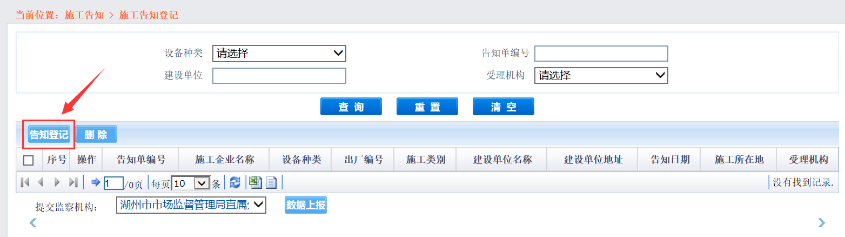 当前位置：施工告知 > 施工告知登记
设备种类 请选择 告知单编号
建设单位 受理机构 请选择
查 询 重 置 清 空
告知登记 删 除
序号 操作 告知单编号 施工企业名称 设备种类 出厂编号 施工类别 建设单位名称 建设单位地址 告知日期 施工所在地 受理机构
1 /0页 每页 10 条 没有找到记录.
提交监察机构： 湖州市市场监督管理局直属 数据上报